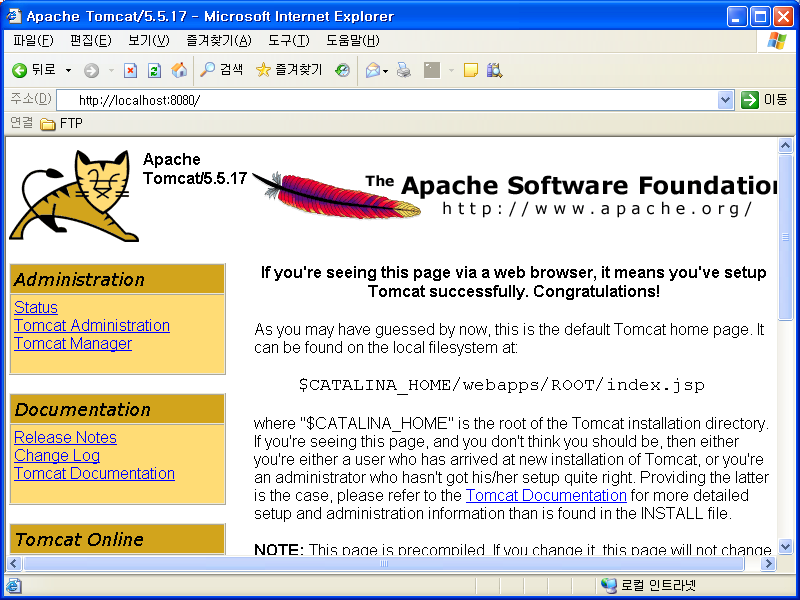 Apache Tomcat/5.5.17 - Microsoft Internet Explorer
파일(F) 편집(E) 보기(V) 즐겨찾기(A) 도구(T) 도움말(H)
뒤로 검색 즐겨찾기
주소(D) http://localhost:8080/ 이동
연결 FTP
Apache
Tomcat/5.5.17
The Apache Software Foundation
http://www.apache.org/
Administration
Status
Tomcat Administration
Tomcat Manager
Documentation
Release Notes
Change Log
Tomcat Documentation
Tomcat Online
If you're seeing this page via a web browser, it means you've setup
Tomcat successfully. Congratulations!
As you may have guessed by now, this is the default Tomcat home page. It
can be found on the local filesystem at:
$CATALINA_HOME/webapps/ROOT/index.jsp
where "$CATALINA_HOME" is the root of the Tomcat installation directory.
If you're seeing this page, and you don't think you should be, then either
you're either a user who has arrived at new installation of Tomcat, or you're
an administrator who hasn't got his/her setup quite right. Providing the latter
is the case, please refer to the Tomcat Documentation for more detailed
setup and administration information than is found in the INSTALL file.
NOTE: This page is precompiled. If you change it, this page will not change
로컬 인트라넷